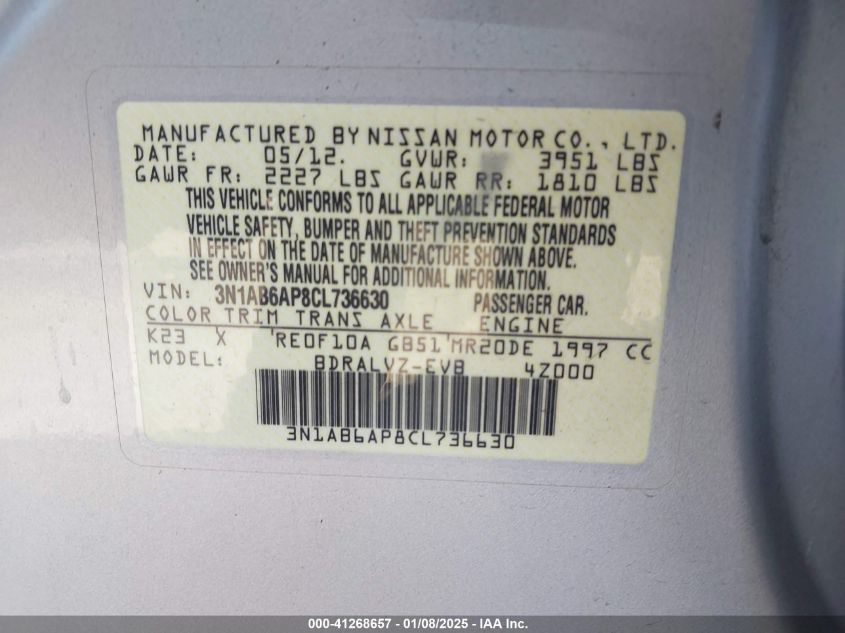 MANUFACTURED BY NISSAN MOTOR CO., LTD.
DATE: 05/12. GVWR: 3951 LBS
GAWR FR: 2227 LBS GAWR RR: 1810 LBS
THIS VEHICLE CONFORMS TO ALL APPLICABLE FEDERAL MOTOR
VEHICLE SAFETY, BUMPER AND THEFT PREVENTION STANDARDS
IN EFFECT ON THE DATE OF MANUFACTURE SHOWN ABOVE.
SEE OWNER'S MANUAL FOR ADDITIONAL INFORMATION.
VIN: 3N1AB6AP8CL736630 PASSENGER CAR.
COLOR TRIM TRANS AXLE ENGINE
K23 X RE0F10A GB51 MR20DE 1997 CC
MODEL: BDRALVZ-EVB 4Z000
3N1AB6AP8CL736630
000-41268657 - 01/08/2025 - IAA Inc.